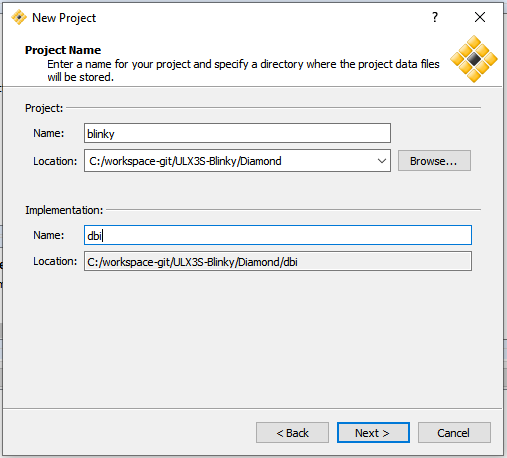 New Project
?
Project Name
Enter a name for your project and specify a directory where the project data files
will be stored.
Project:
Name: blinky
Location: C:/workspace-git/ULX3S-Blinky/Diamond Browse...
Implementation:
Name: dbi
Location: C:/workspace-git/ULX3S-Blinky/Diamond/dbi
< Back Next > Cancel